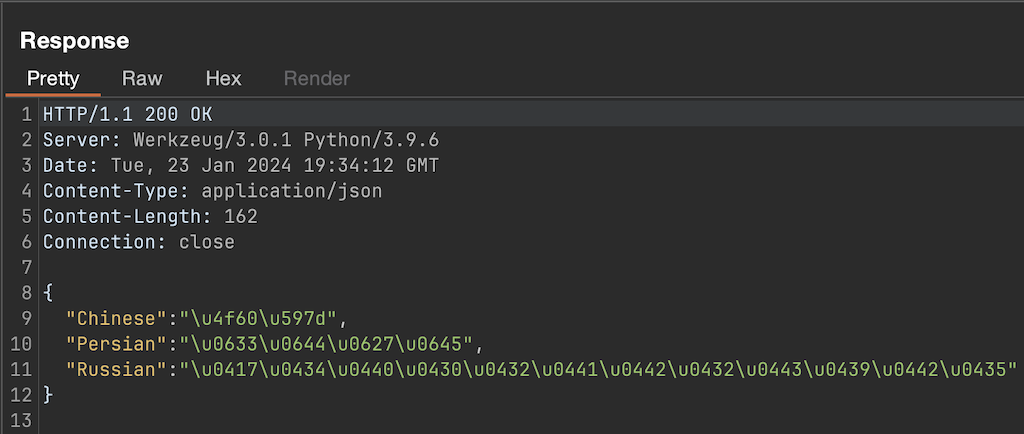 Response
Pretty Raw Hex Render
1 HTTP/1.1 200 OK
2 Server: Werkzeug/3.0.1 Python/3.9.6
3 Date: Tue, 23 Jan 2024 19:34:12 GMT
4 Content-Type: application/json
5 Content-Length: 162
6 Connection: close
7
8 {
9 "Chinese":"\u4f60\u597d",
10 "Persian":"\u0633\u0644\u0627\u0645",
11 "Russian":"\u0417\u0434\u0440\u0430\u0432\u0441\u0442\u0432\u0443\u0439\u0442\u0435"
12 }
13